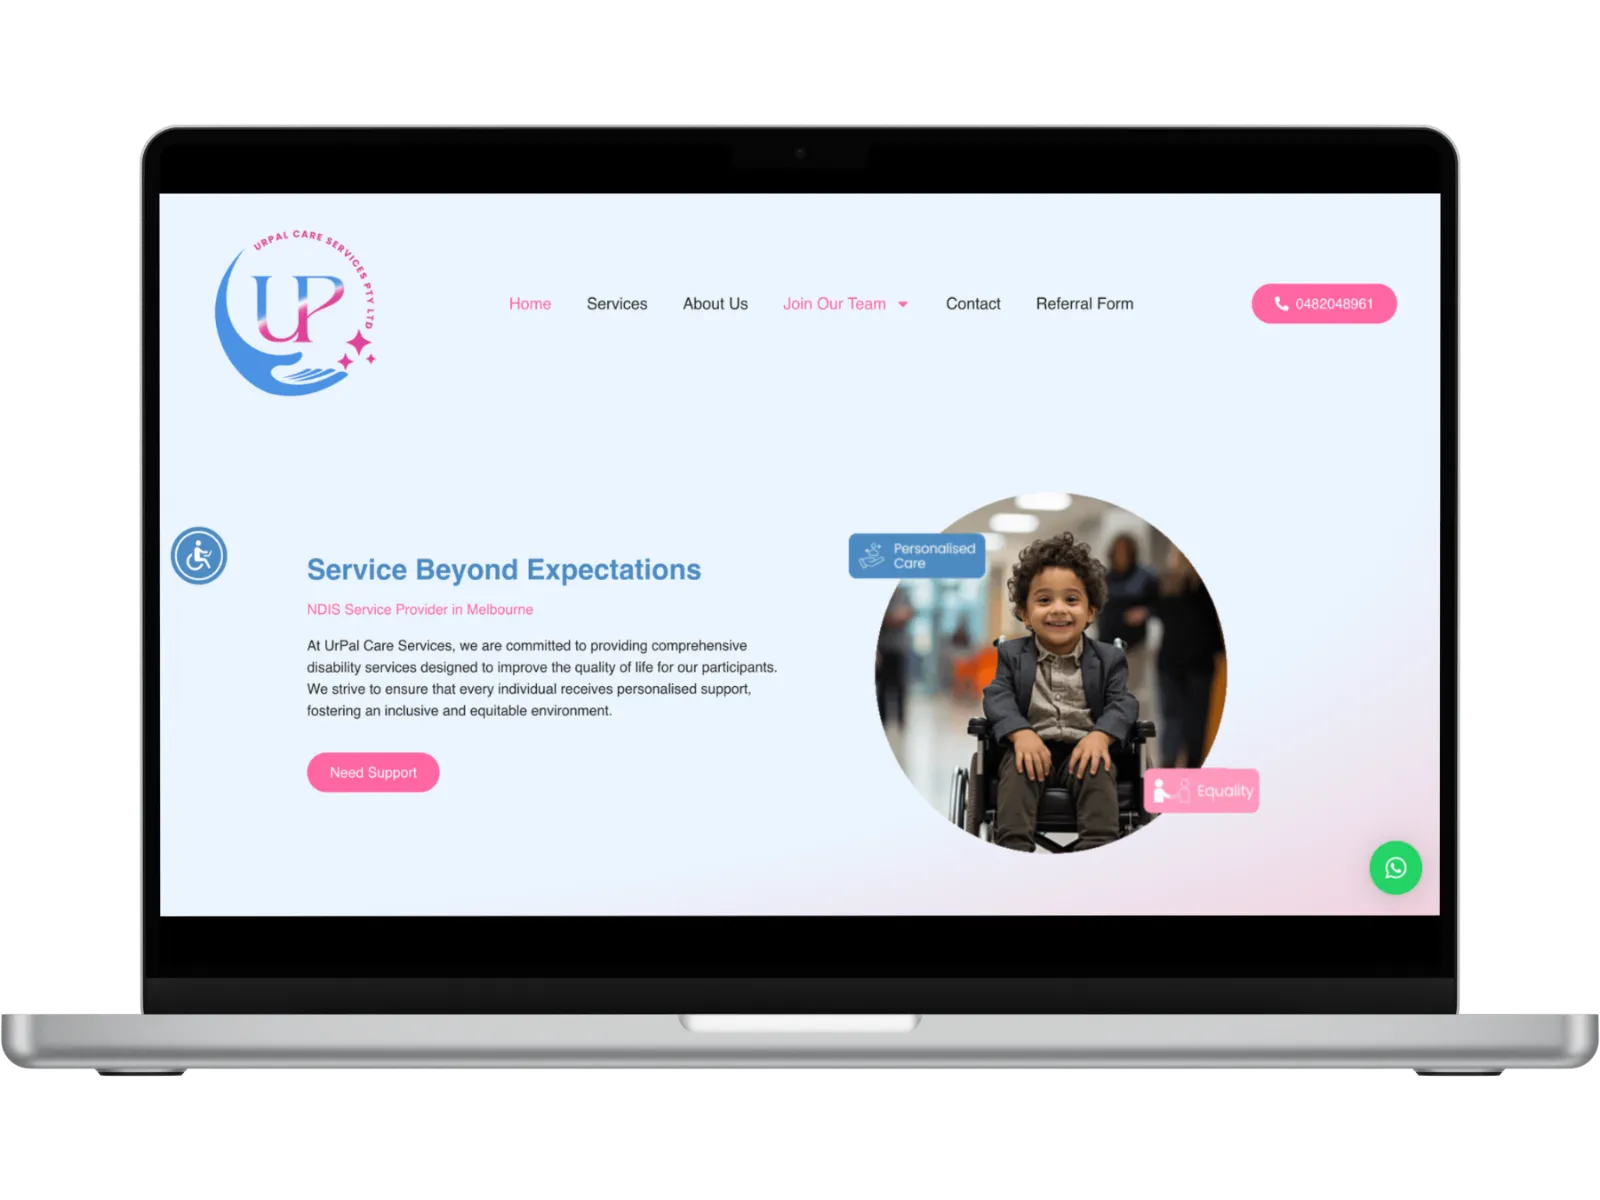 URPAL CARE SERVICES PTY LTD
UP
Home
Services
About Us
Join Our Team
Contact
Referral Form
0482048961
Personalised
Care
Service Beyond Expectations
NDIS Service Provider in Melbourne
At UrPal Care Services, we are committed to providing comprehensive
disability services designed to improve the quality of life for our participants.
We strive to ensure that every individual receives personalised support,
fostering an inclusive and equitable environment.
Need Support
Equality